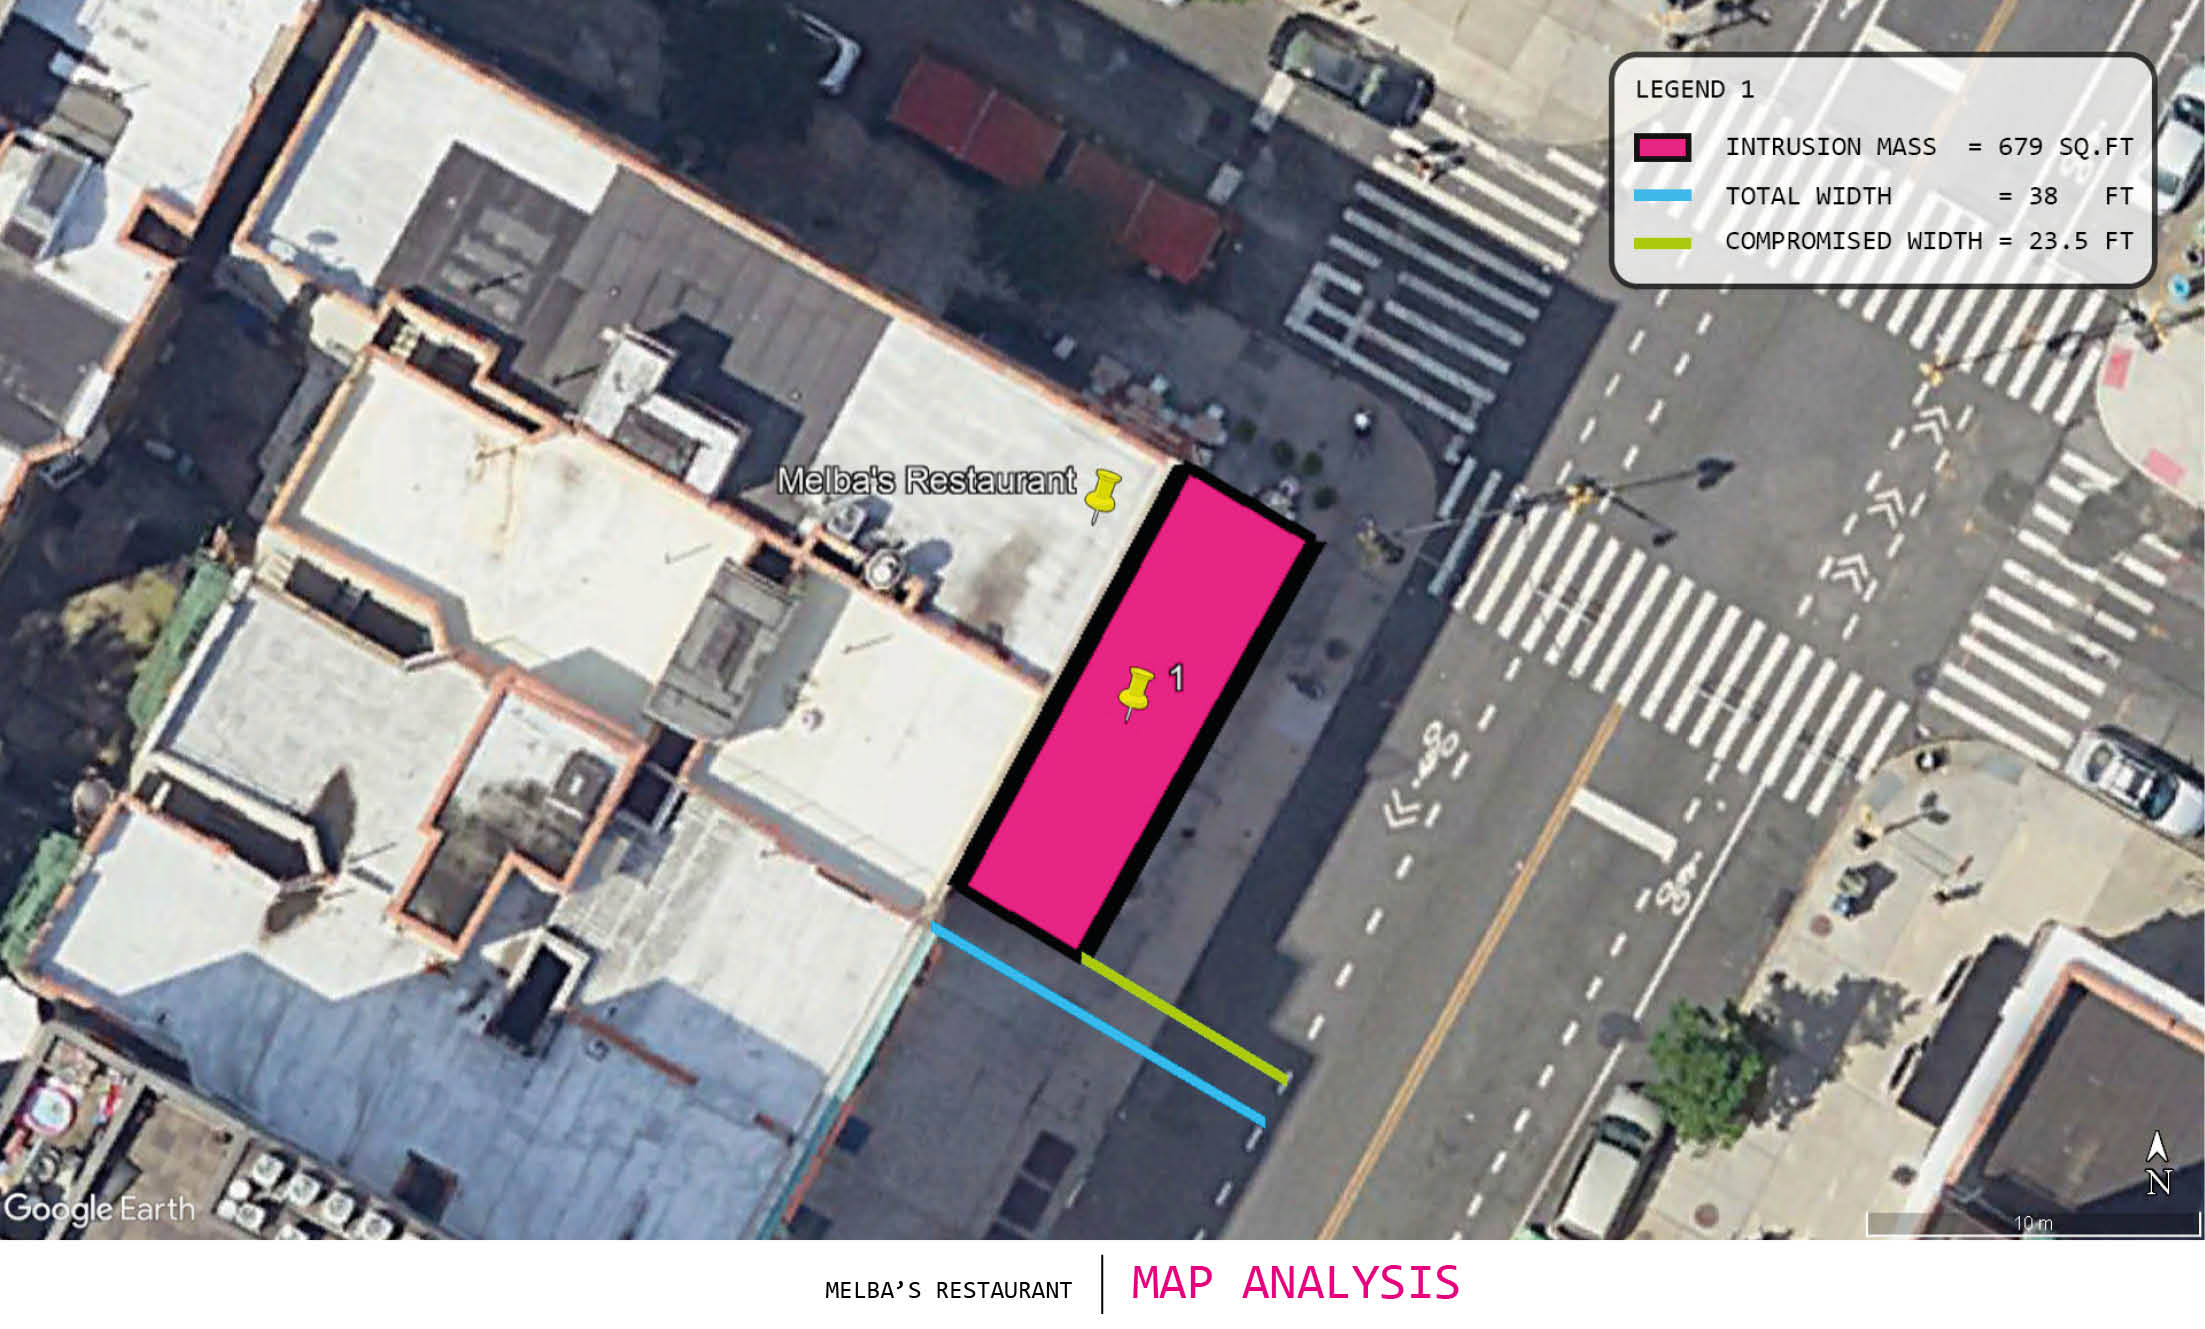 LEGEND 1
INTRUSION MASS = 679 SQ.FT
TOTAL WIDTH = 38 FT
COMPROMISED WIDTH = 23.5 FT
Melba's Restaurant
1
N
Google Earth
10 m
MELBA’S RESTAURANT
MAP ANALYSIS